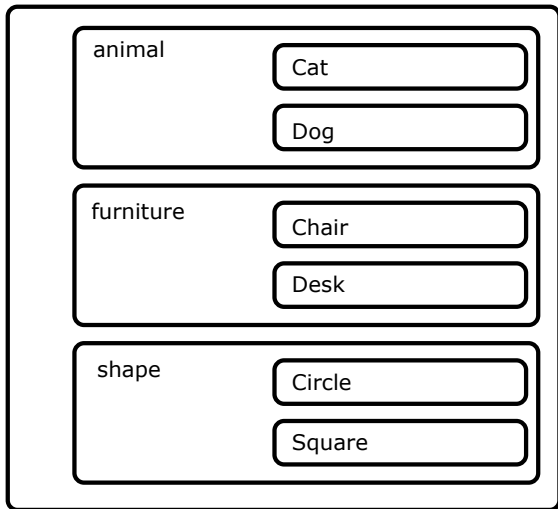 animal
Cat
Dog
furniture
Chair
Desk
shape
Circle
Square